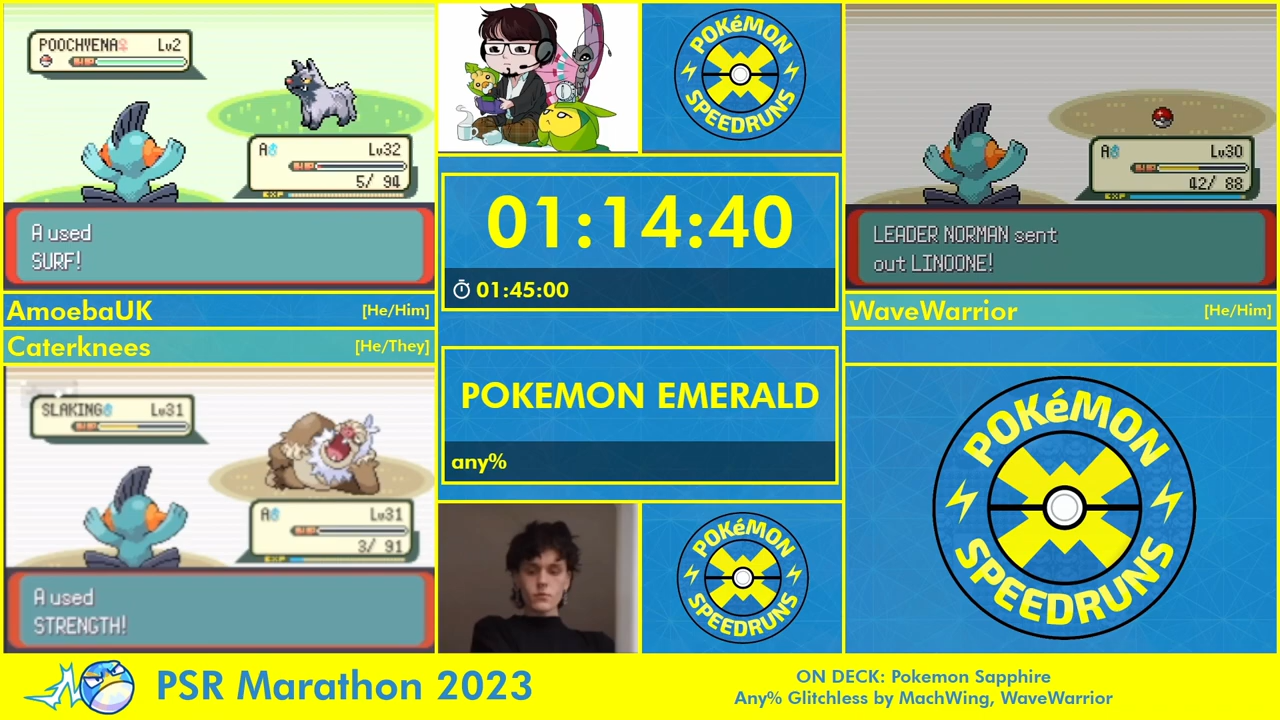 POOCHYENA♀ Lv2
A♂ Lv32
5/ 94
A used
SURF!
AmoebaUK [He/Him]
Caterknees [He/They]
SLAKING♂ Lv31
A♂ Lv31
3/ 91
A used
STRENGTH!
POKéMON
SPEEDRUNS
01:14:40
01:45:00
POKEMON EMERALD
any%
POKéMON
SPEEDRUNS
A♂ Lv30
42/ 88
LEADER NORMAN sent
out LINOONE!
WaveWarrior [He/Him]
POKéMON
SPEEDRUNS
PSR Marathon 2023
ON DECK: Pokemon Sapphire
Any% Glitchless by MachWing, WaveWarrior